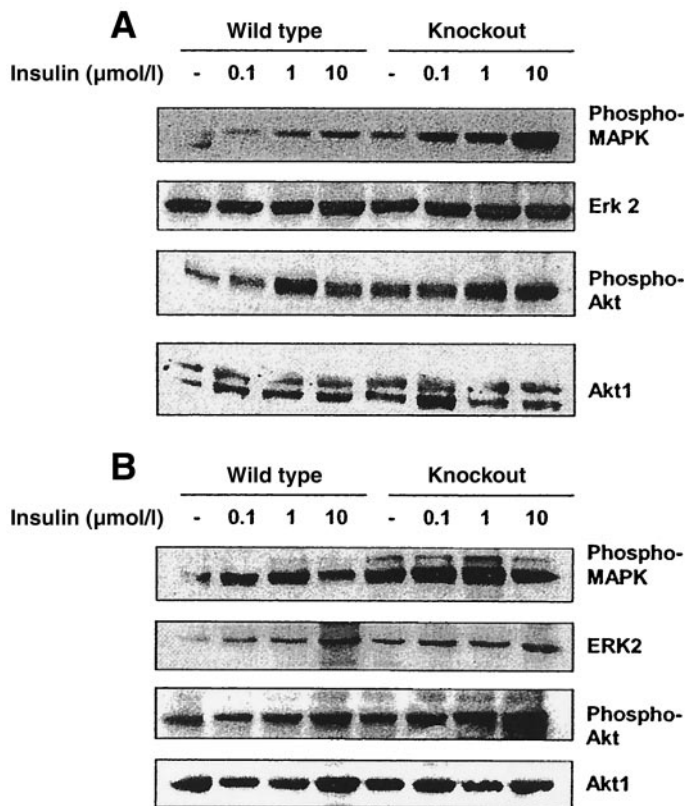 A
Wild type Knockout
Insulin (µmol/l) - 0.1 1 10 - 0.1 1 10
Phospho-
MAPK
Erk 2
Phospho-
Akt
Akt1
B
Wild type Knockout
Insulin (µmol/l) - 0.1 1 10 - 0.1 1 10
Phospho-
MAPK
ERK2
Phospho-
Akt
Akt1